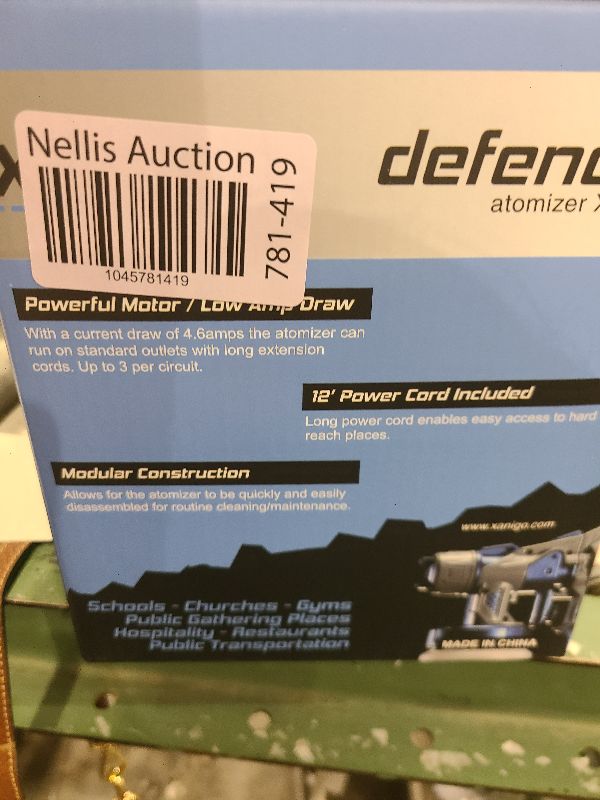 Nellis Auction
781-419
1045781419
defend
atomizer
Powerful Motor / Low Amp Draw
With a current draw of 4.6amps the atomizer can
run on standard outlets with long extension
cords. Up to 3 per circuit.
12' Power Cord Included
Long power cord enables easy access to hard
reach places.
Modular Construction
Allows for the atomizer to be quickly and easily
disassembled for routine cleaning/maintenance.
www.xanigo.com
Schools - Churches - Gyms
Public Gathering Places
Hospitality - Restaurants
Public Transportation
MADE IN CHINA